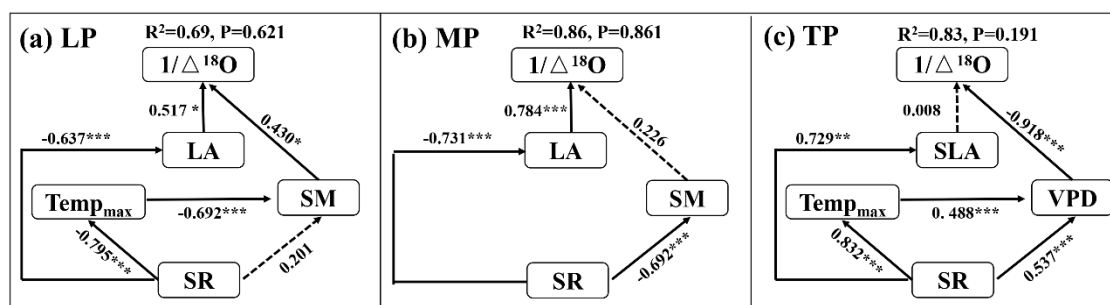 (a) LP
R²=0.69, P=0.621
1/△¹⁸O
0.517 *
0.430*
-0.637***
LA
Temp_max
-0.692***
SM
-0.795***
0.201
SR
(b) MP
R²=0.86, P=0.861
1/△¹⁸O
0.784***
0.226
-0.731***
LA
SM
-0.692***
SR
(c) TP
R²=0.83, P=0.191
1/△¹⁸O
0.008
-0.918***
0.729**
SLA
Temp_max
0. 488***
VPD
0.832***
0.537***
SR